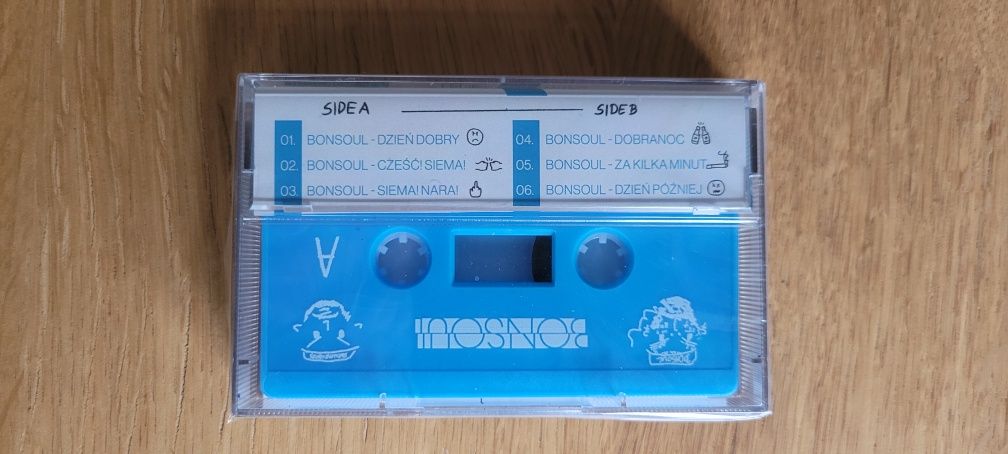 SIDE A
01. BONSOUL - DZIEŃ DOBRY
02. BONSOUL - CZEŚĆ! SIEMA!
03. BONSOUL - SIEMA! NARA!
SIDE B
04. BONSOUL - DOBRANOC
05. BONSOUL - ZA KILKA MINUT
06. BONSOUL - DZIEŃ PÓŹNIEJ
A
BONSOUL
BONSOUL